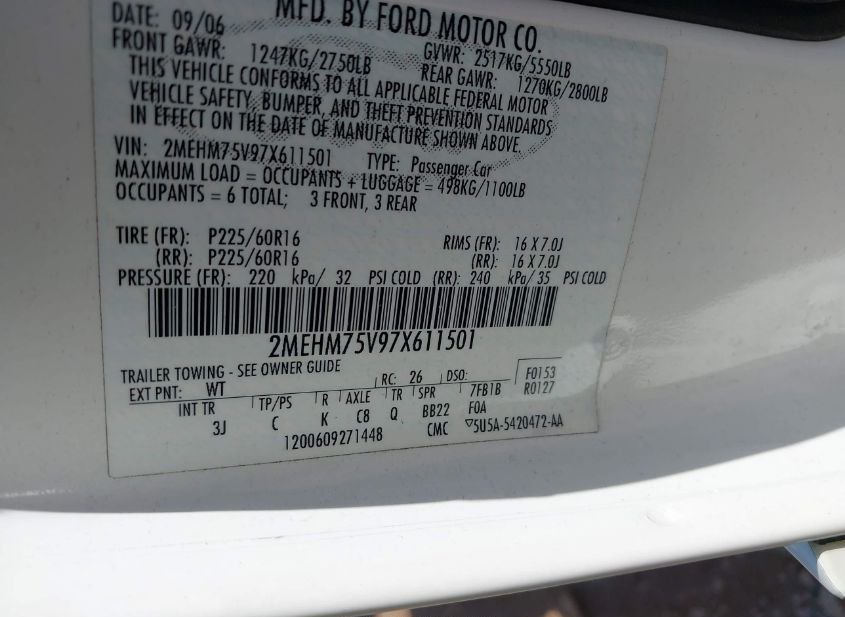 DATE: 09/06 MFD. BY FORD MOTOR CO.
FRONT GAWR: 1247KG/2750LB GVWR: 2517KG/5550LB
REAR GAWR: 1270KG/2800LB
THIS VEHICLE CONFORMS TO ALL APPLICABLE FEDERAL MOTOR
VEHICLE SAFETY, BUMPER, AND THEFT PREVENTION STANDARDS
IN EFFECT ON THE DATE OF MANUFACTURE SHOWN ABOVE
VIN: 2MEHM75V97X611501 TYPE: Passenger Car
MAXIMUM LOAD = OCCUPANTS + LUGGAGE = 498KG/1100LB
OCCUPANTS = 6 TOTAL; 3 FRONT, 3 REAR
TIRE (FR): P225/60R16 RIMS (FR): 16 X 7.0J
(RR): P225/60R16 (RR): 16 X 7.0J
PRESSURE (FR): 220 kPa/ 32 PSI COLD (RR): 240 kPa/ 35 PSI COLD
2MEHM75V97X611501
TRAILER TOWING - SEE OWNER GUIDE
EXT PNT: WT RC: 26 DSO: F0153
R0127
INT TR TP/PS R AXLE TR SPR 7FB1B
3J C K C8 Q BB22 FOA
1200609271448 CMC ▽5U5A-5420472-AA